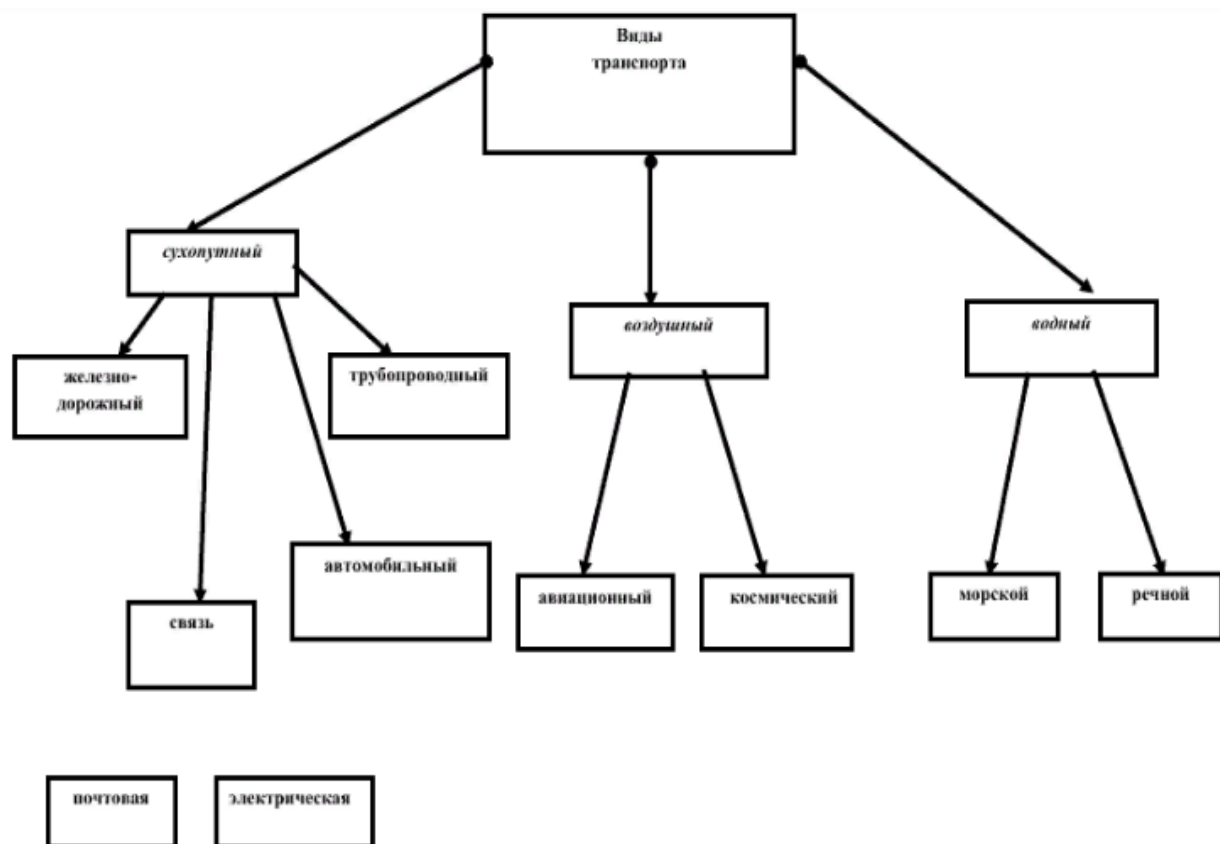 Виды
транспорта
сухопутный
воздушный
водный
железно-
дорожный
трубопроводный
автомобильный
связь
авиационный
космический
морской
речной
почтовая
электрическая